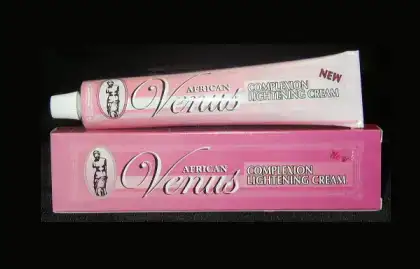 AFRICAN
Venus
COMPLEXION
LIGHTENING CREAM
NEW
AFRICAN
Venus
COMPLEXION
LIGHTENING CREAM